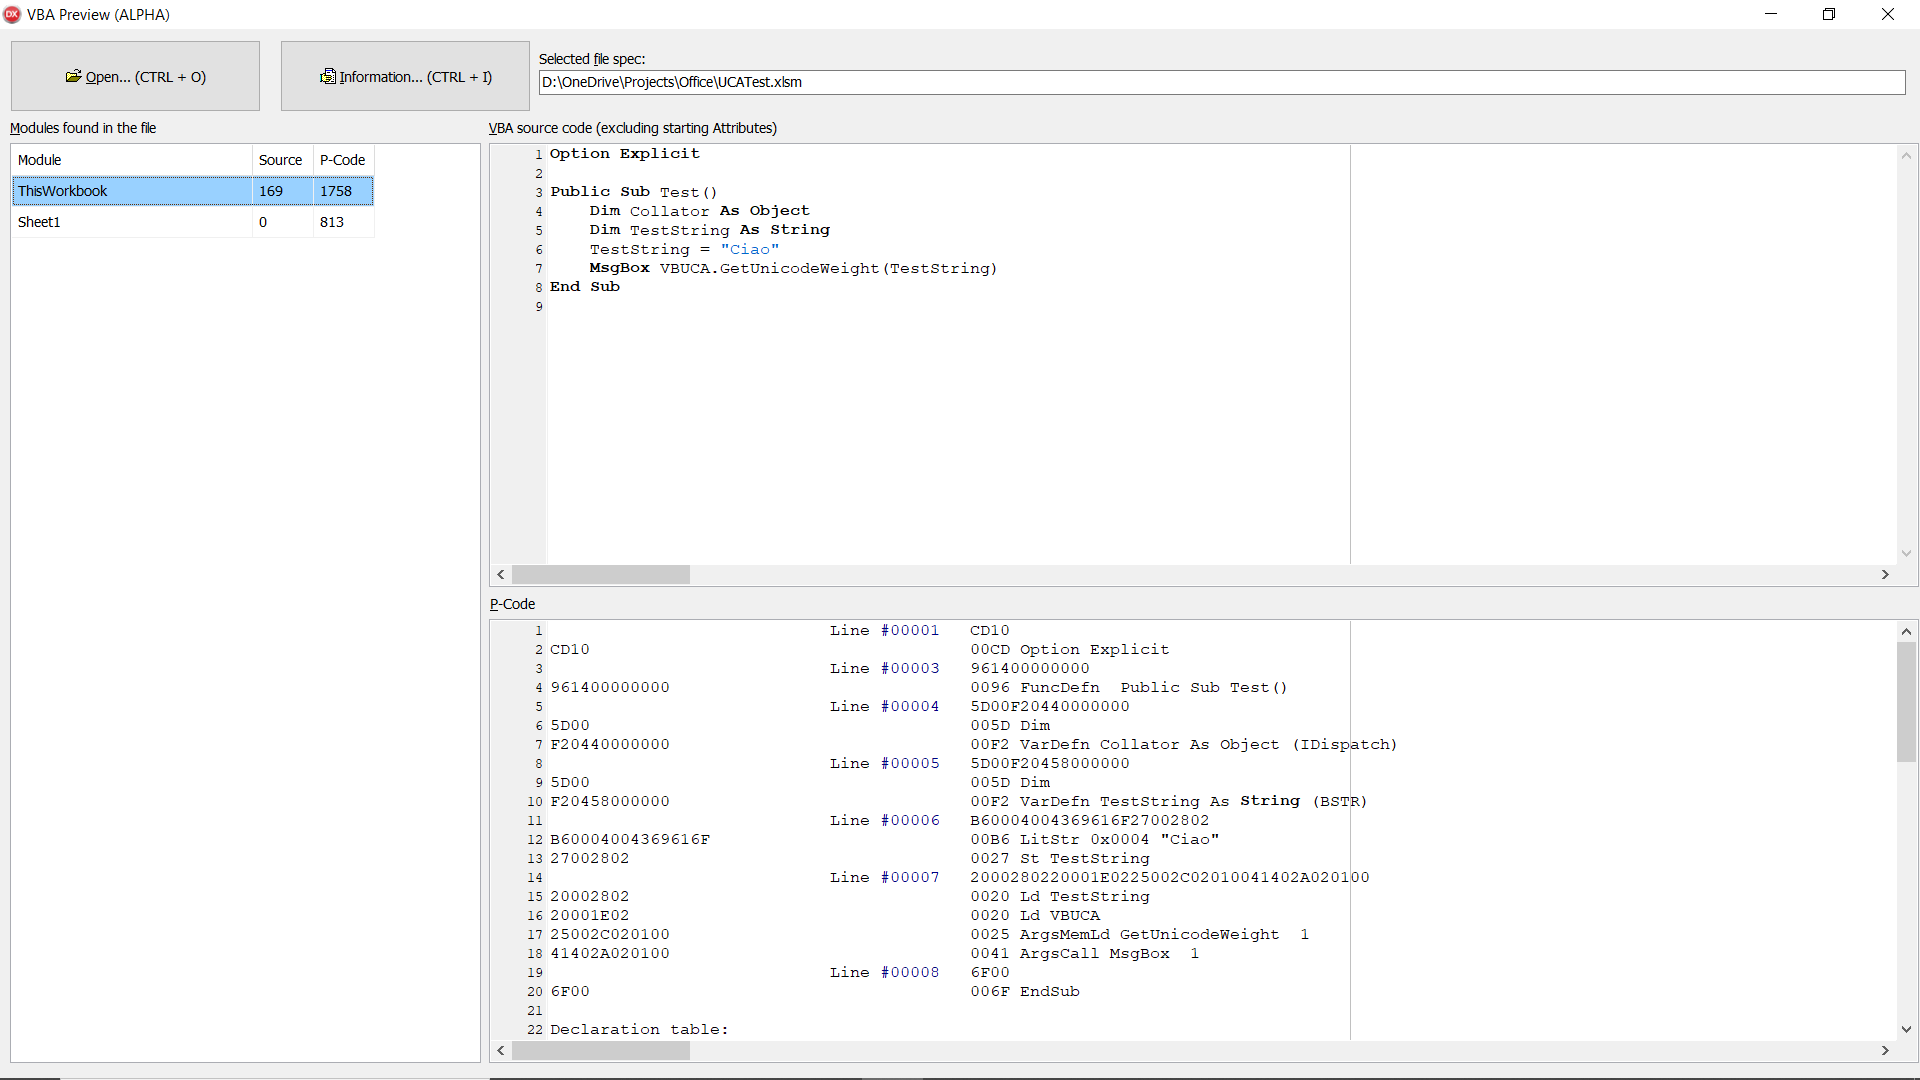 VBA Preview (ALPHA)
Open... (CTRL + O)
Information... (CTRL + I)
Selected file spec:
D:\OneDrive\Projects\Office\UCATest.xlsm
Modules found in the file
Module Source P-Code
ThisWorkbook 169 1758
Sheet1 0 813
VBA source code (excluding starting Attributes)
1 Option Explicit
2
3 Public Sub Test()
4     Dim Collator As Object
5     Dim TestString As String
6     TestString = "Ciao"
7     MsgBox VBUCA.GetUnicodeWeight(TestString)
8 End Sub
9
P-Code
1 Line #00001 CD10
2 CD10 00CD Option Explicit
3 Line #00003 961400000000
4 961400000000 0096 FuncDefn  Public Sub Test()
5 Line #00004 5D00F20440000000
6 5D00 005D Dim
7 F20440000000 00F2 VarDefn Collator As Object (IDispatch)
8 Line #00005 5D00F20458000000
9 5D00 005D Dim
10 F20458000000 00F2 VarDefn TestString As String (BSTR)
11 Line #00006 B60004004369616F27002802
12 B60004004369616F 00B6 LitStr 0x0004 "Ciao"
13 27002802 0027 St TestString
14 Line #00007 2000280220001E0225002C02010041402A020100
15 20002802 0020 Ld TestString
16 20001E02 0020 Ld VBUCA
17 25002C020100 0025 ArgsMemLd GetUnicodeWeight  1
18 41402A020100 0041 ArgsCall MsgBox  1
19 Line #00008 6F00
20 6F00 006F EndSub
21
22 Declaration table: